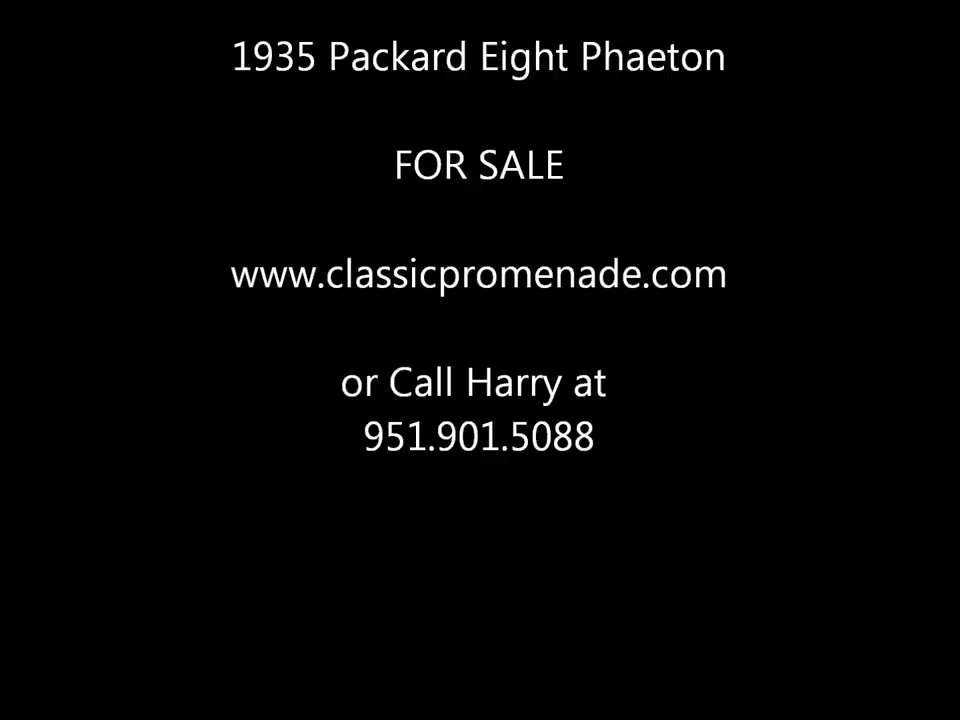 1935 Packard Eight Phaeton
FOR SALE
www.classicpromenade.com
or Call Harry at
951.901.5088